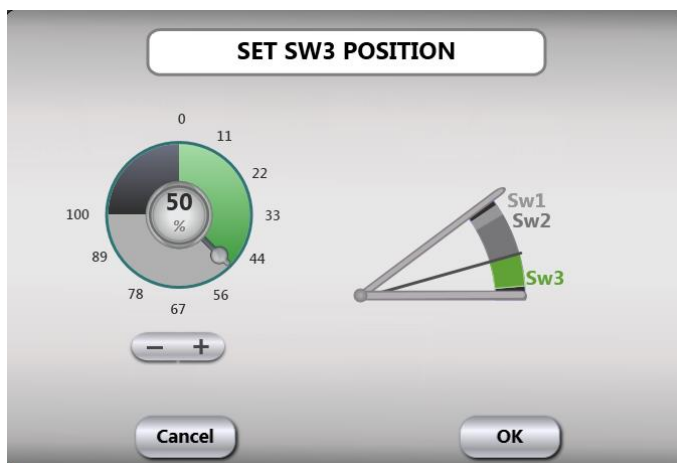 SET SW3 POSITION
0
11
22
33
44
56
67
78
89
100
50
%
Sw1
Sw2
Sw3
− +
Cancel
OK